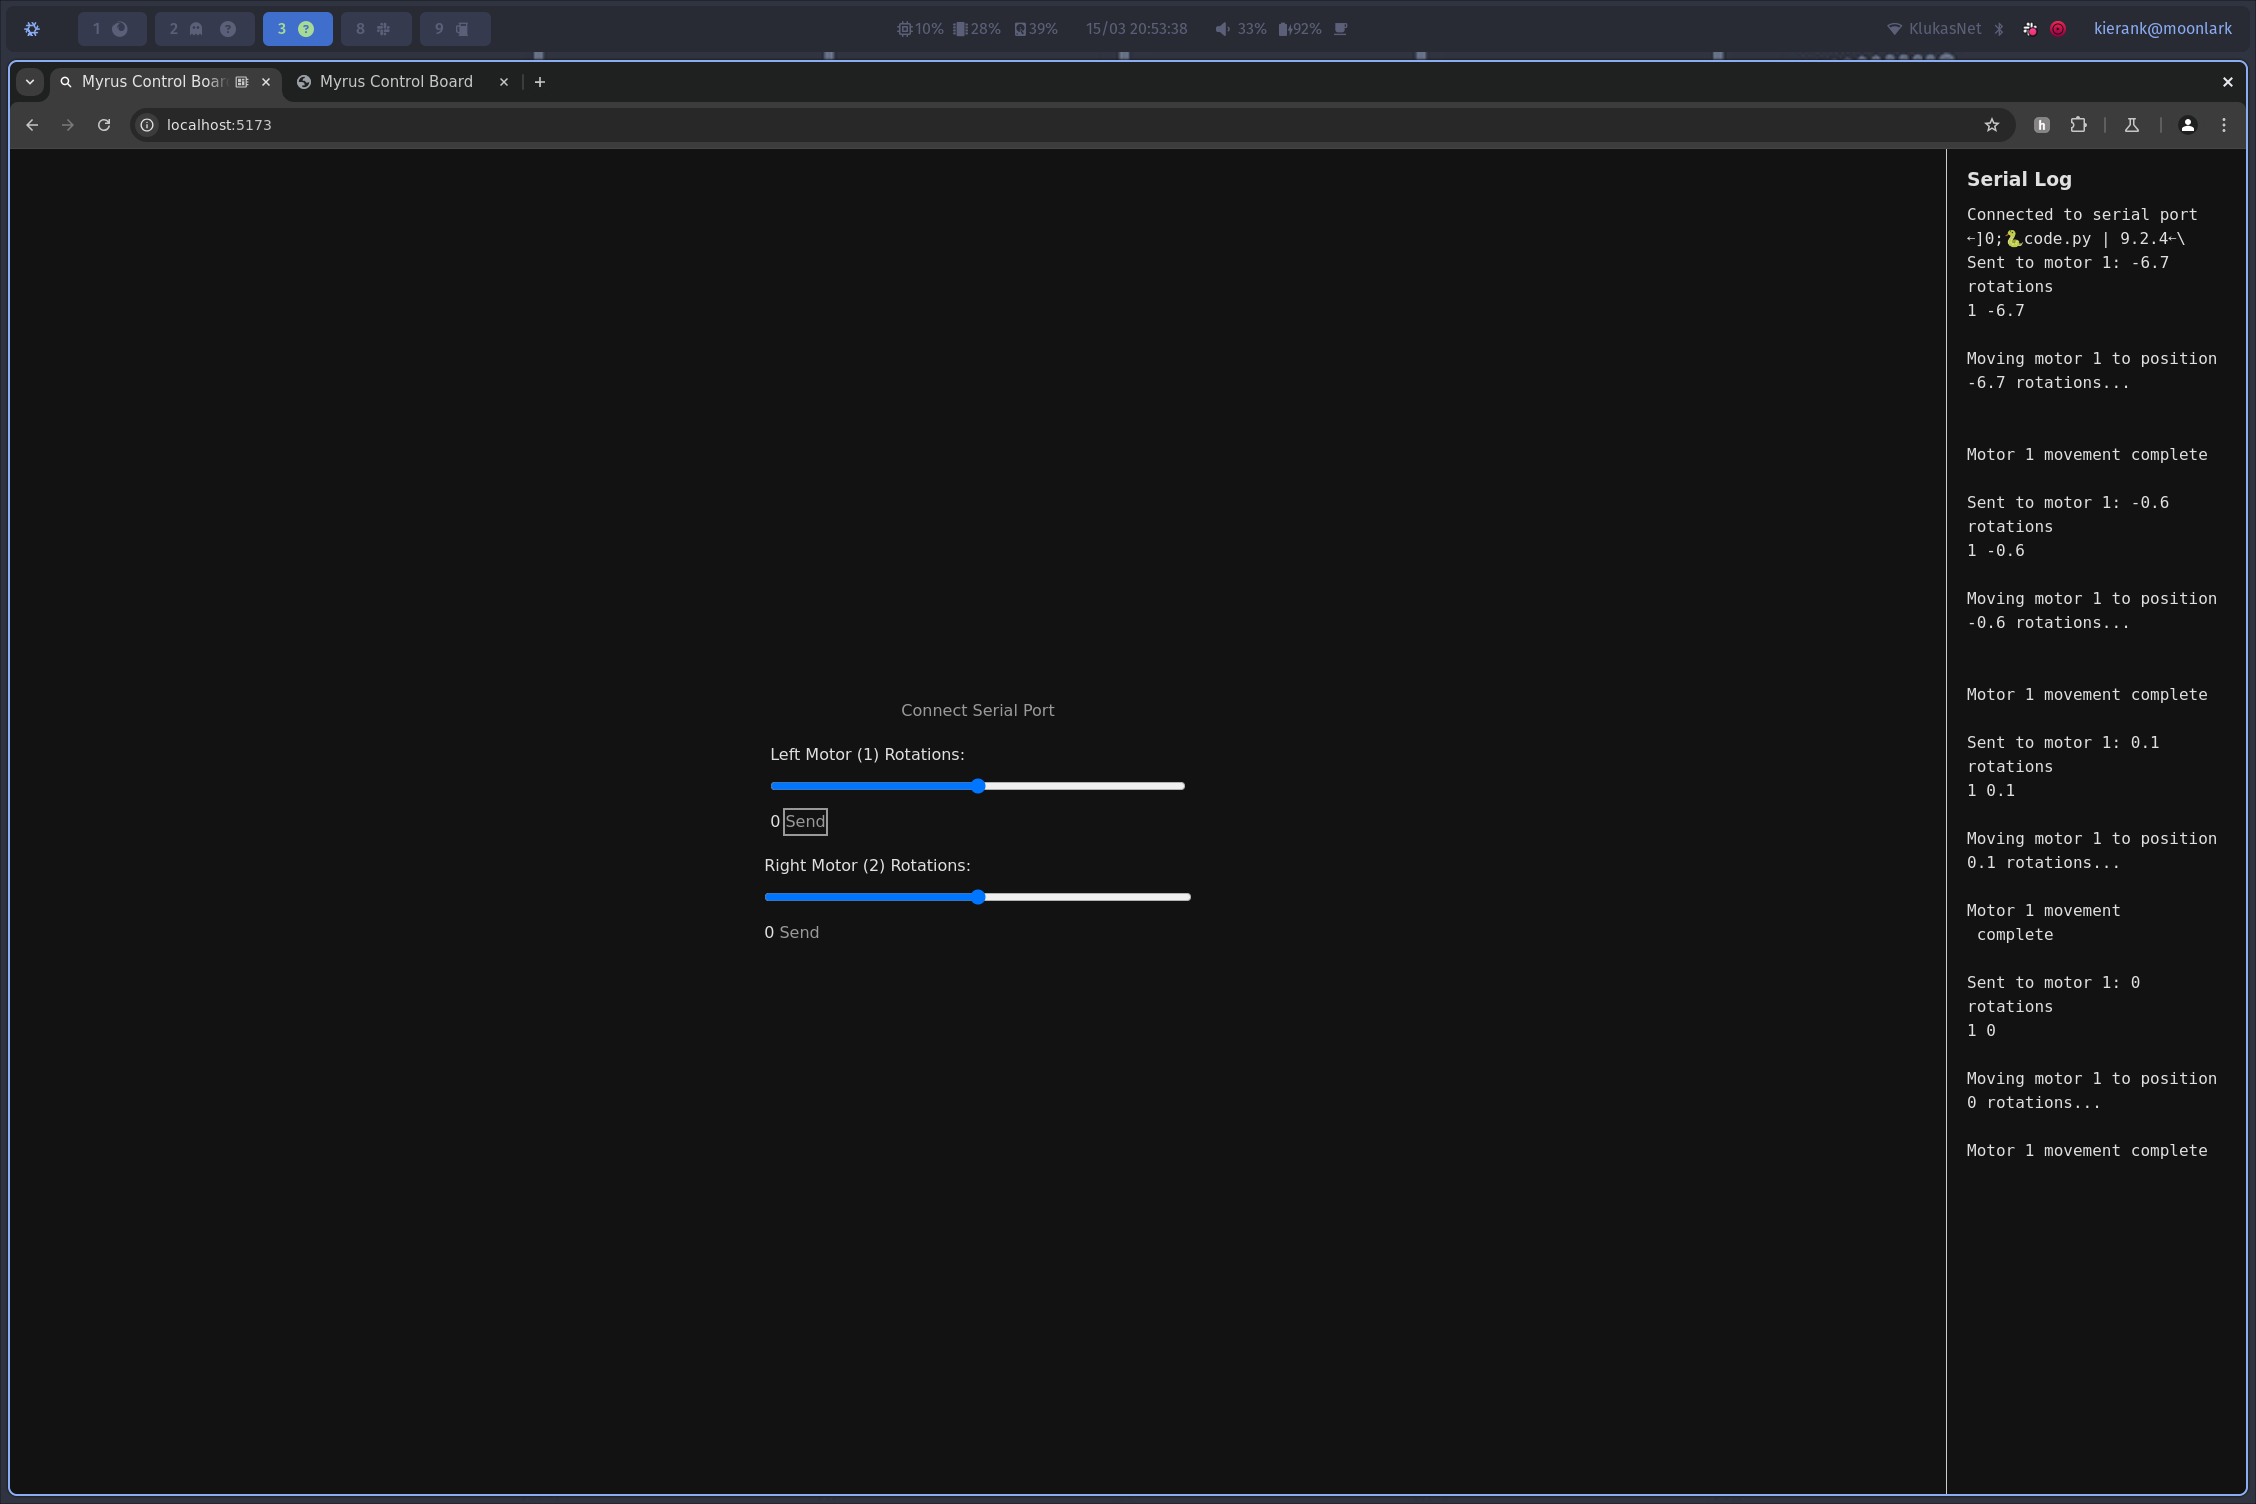 1 2 3 8 9 10% 28% 39% 15/03 20:53:38 33% 92% KlukasNet kierank@moonlark
Myrus Control Boar Myrus Control Board
localhost:5173
Serial Log
Connected to serial port
←]0;🐍code.py | 9.2.4←\
Sent to motor 1: -6.7
rotations
1 -6.7
Moving motor 1 to position
-6.7 rotations...
Motor 1 movement complete
Sent to motor 1: -0.6
rotations
1 -0.6
Moving motor 1 to position
-0.6 rotations...
Motor 1 movement complete
Sent to motor 1: 0.1
rotations
1 0.1
Moving motor 1 to position
0.1 rotations...
Motor 1 movement
complete
Sent to motor 1: 0
rotations
1 0
Moving motor 1 to position
0 rotations...
Motor 1 movement complete
Connect Serial Port
Left Motor (1) Rotations:
0 Send
Right Motor (2) Rotations:
0 Send